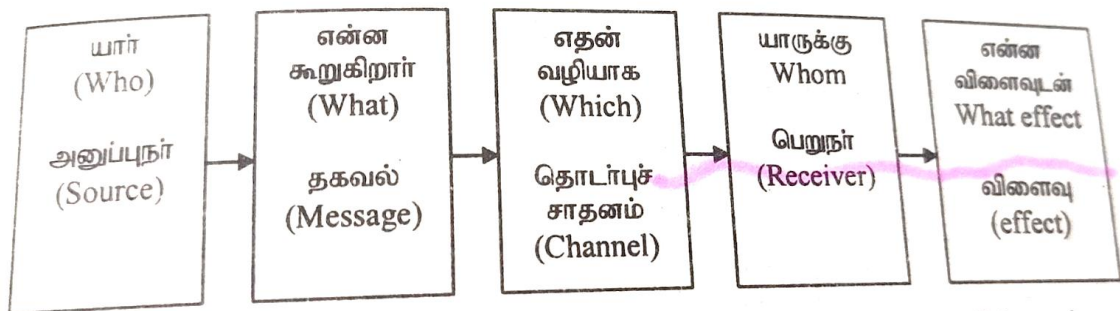 யார்
(Who)
அனுப்புநர்
(Source)
என்ன
கூறுகிறார்
(What)
தகவல்
(Message)
எதன்
வழியாக
(Which)
தொடர்புச்
சாதனம்
(Channel)
யாருக்கு
Whom
பெறுநர்
(Receiver)
என்ன
விளைவுடன்
What effect
விளைவு
(effect)